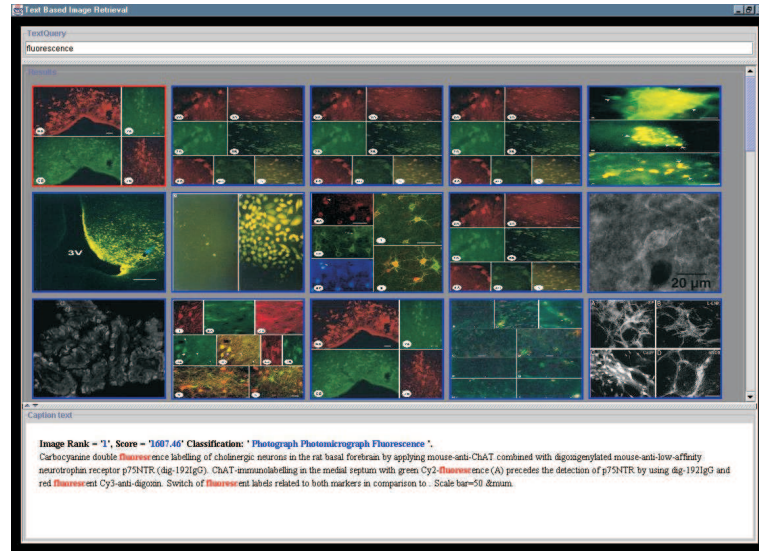 Text Based Image Retrieval
TextQuery
fluorescence
Results
3V
20 μm
Caption text
Image Rank = '1', Score = '1607.46' Classification: ' Photograph Photomicrograph Fluorescence '.
Carbocyanine double fluorescence labelling of cholinergic neurons in the rat basal forebrain by applying mouse-anti-ChAT combined with digoxigenylated mouse-anti-low-affinity
neurotrophin receptor p75NTR (dig-192IgG). ChAT-immunolabelling in the medial septum with green Cy2-fluorescence (A) precedes the detection of p75NTR by using dig-192IgG and
red fluorescent Cy3-anti-digoxin. Switch of fluorescent labels related to both markers in comparison to . Scale bar=50 &mum.